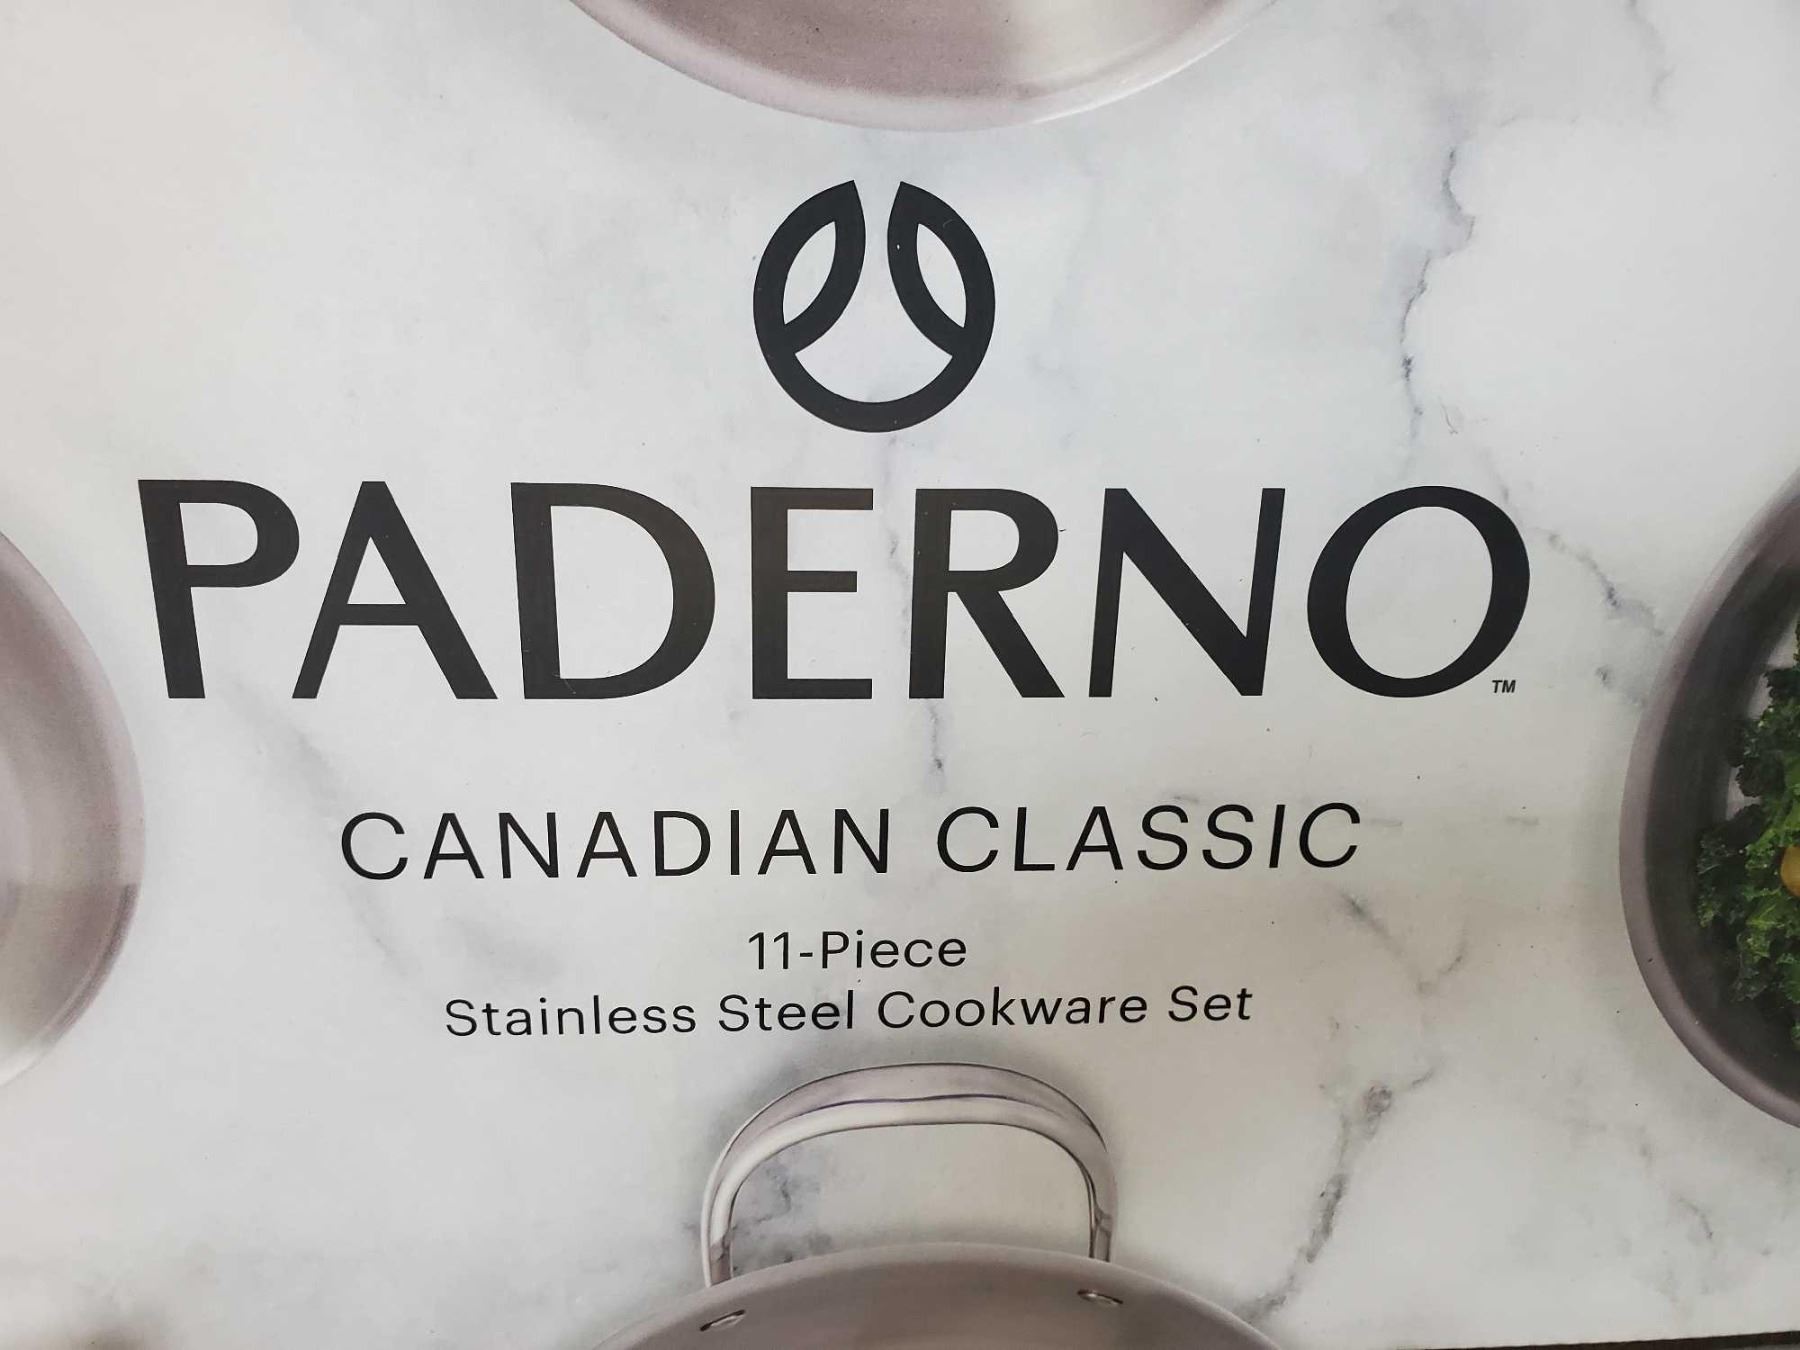 PADERNO™
CANADIAN CLASSIC
11-Piece
Stainless Steel Cookware Set